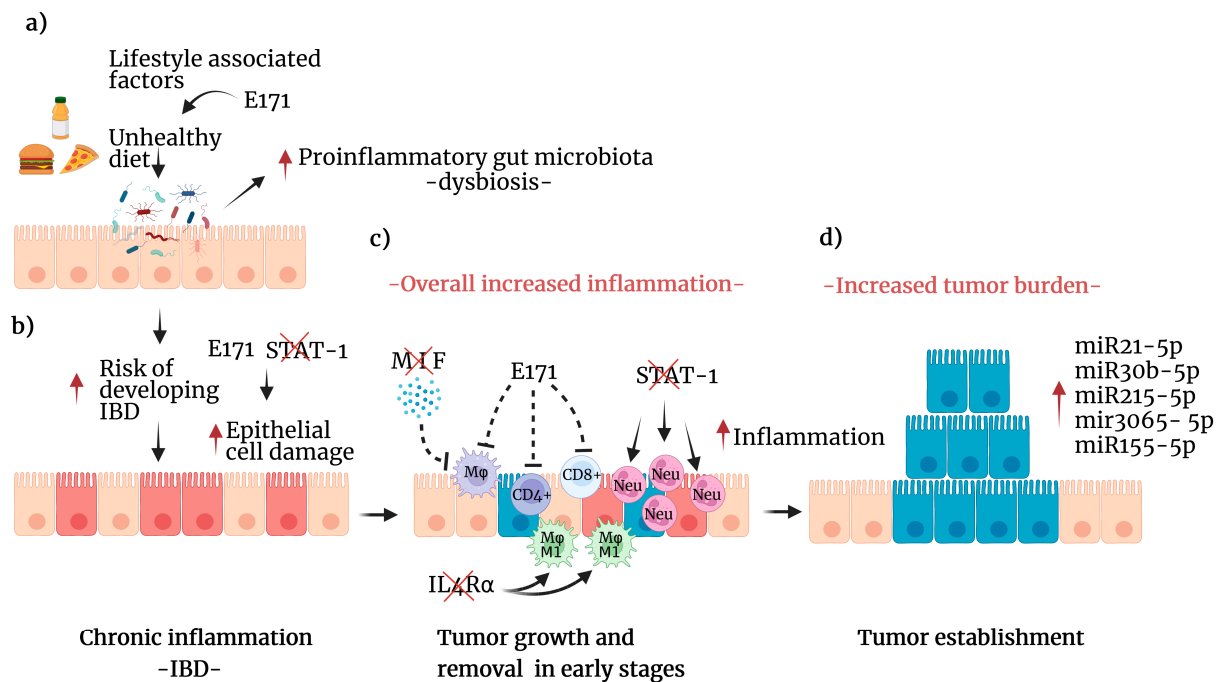 a)
Lifestyle associated
factors
E171
Unhealthy
diet
Proinflammatory gut microbiota
-dysbiosis-
b)
Risk of
developing
IBD
E171
STAT-1
Epithelial
cell damage
Chronic inflammation
-IBD-
c)
-Overall increased inflammation-
MIF
E171
STAT-1
Inflammation
Mφ
CD4+
CD8+
Neu
Neu
Neu
Neu
Mφ
M1
Mφ
M1
IL4Rα
Tumor growth and
removal in early stages
d)
-Increased tumor burden-
miR21-5p
miR30b-5p
miR215-5p
mir3065- 5p
miR155-5p
Tumor establishment